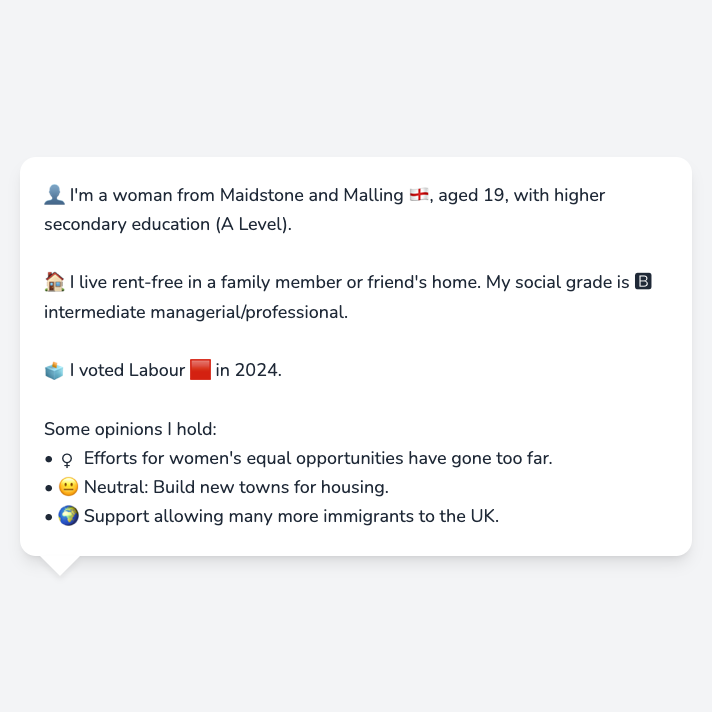 👤 I'm a woman from Maidstone and Malling 🏴󠁧󠁢󠁥󠁮󠁧󠁿, aged 19, with higher
secondary education (A Level).
🏠 I live rent-free in a family member or friend's home. My social grade is 🅱
intermediate managerial/professional.
🗳️ I voted Labour 🟥 in 2024.
Some opinions I hold:
• ♀ Efforts for women's equal opportunities have gone too far.
• 😐 Neutral: Build new towns for housing.
• 🌍 Support allowing many more immigrants to the UK.